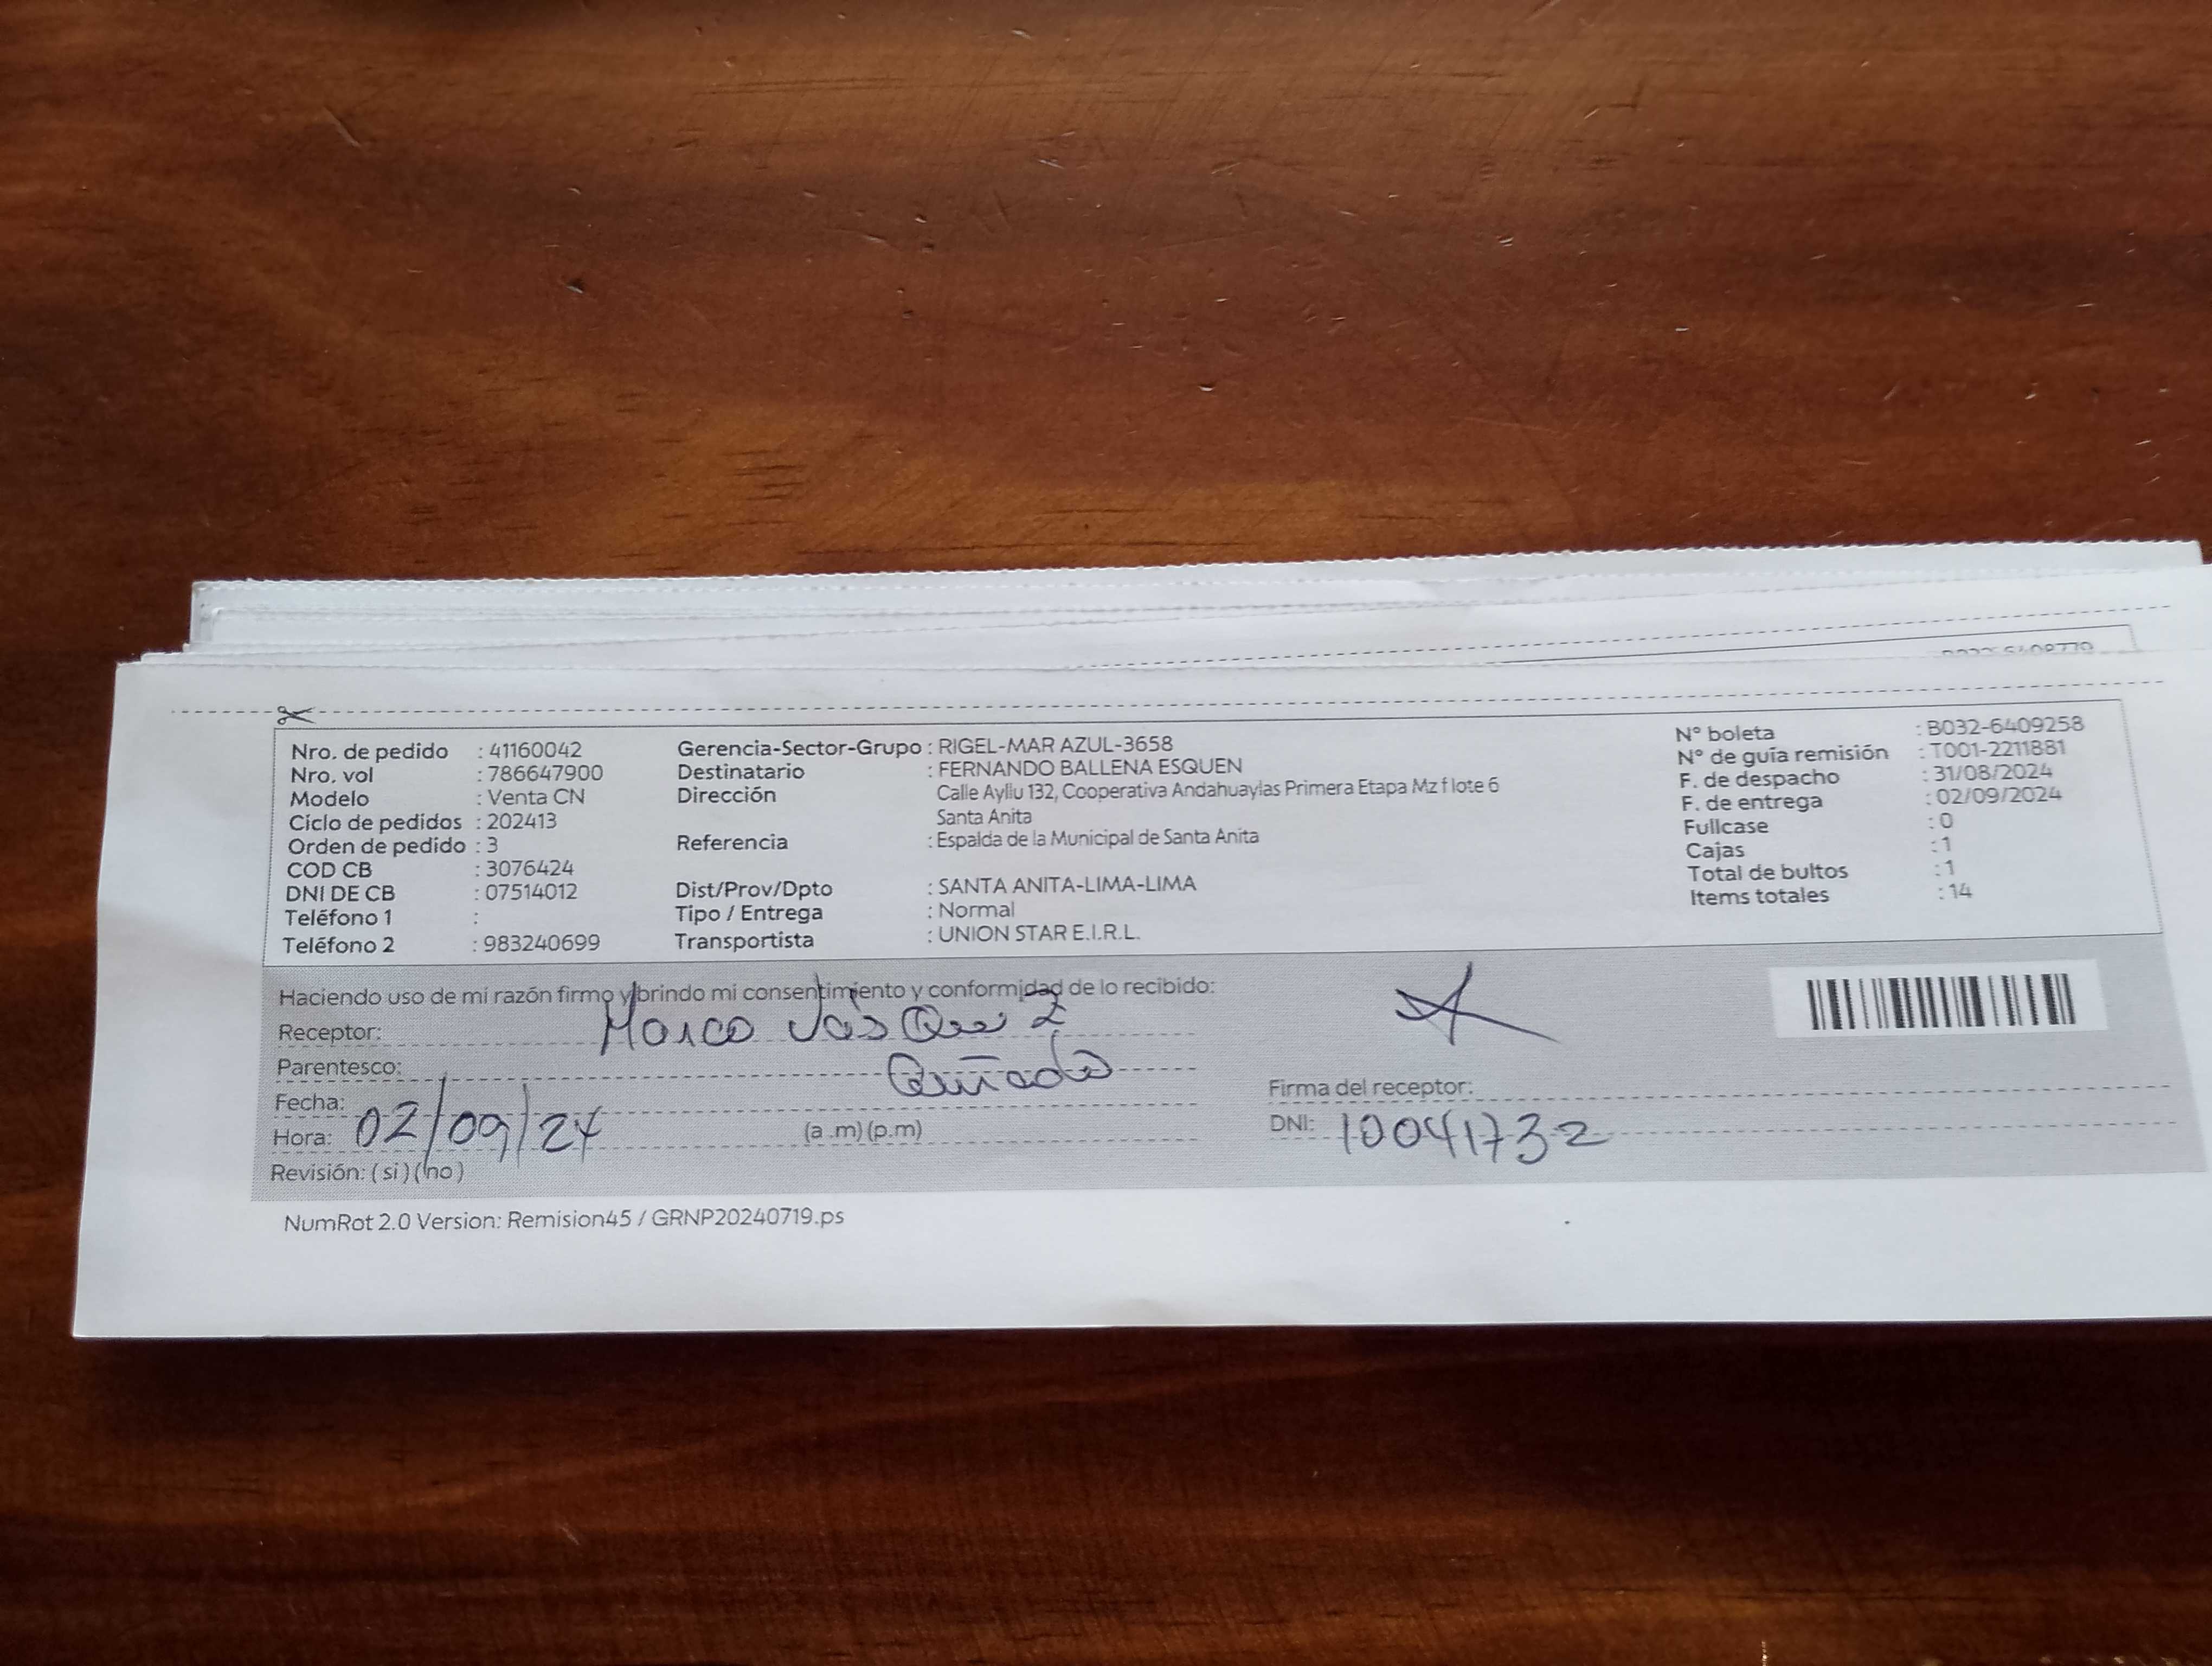 Nro. de pedido : 41160042
Nro. vol : 786647900
Modelo : Venta CN
Ciclo de pedidos : 202413
Orden de pedido : 3
COD CB : 3076424
DNI DE CB : 07514012
Teléfono 1 :
Teléfono 2 : 983240699
Gerencia-Sector-Grupo : RIGEL-MAR AZUL-3658
Destinatario : FERNANDO BALLENA ESQUEN
Dirección Calle Ayllu 132, Cooperativa Andahuaylas Primera Etapa Mz f lote 6
Santa Anita
Referencia : Espalda de la Municipal de Santa Anita
Dist/Prov/Dpto : SANTA ANITA-LIMA-LIMA
Tipo / Entrega : Normal
Transportista : UNION STAR E.I.R.L.
N° boleta : B032-6409258
N° de guía remisión : T001-2211881
F. de despacho : 31/08/2024
F. de entrega : 02/09/2024
Fullcase : 0
Cajas : 1
Total de bultos : 1
Items totales : 14
Haciendo uso de mi razón firmo y brindo mi consentimiento y conformidad de lo recibido:
Receptor: Marco Vasquez
Parentesco: Cuñado
Fecha: 02/09/24
Hora: (a .m) (p.m)
Revisión: ( si ) ( no )
Firma del receptor:
DNI: 10041732
NumRot 2.0 Version: Remision45 / GRNP20240719.ps